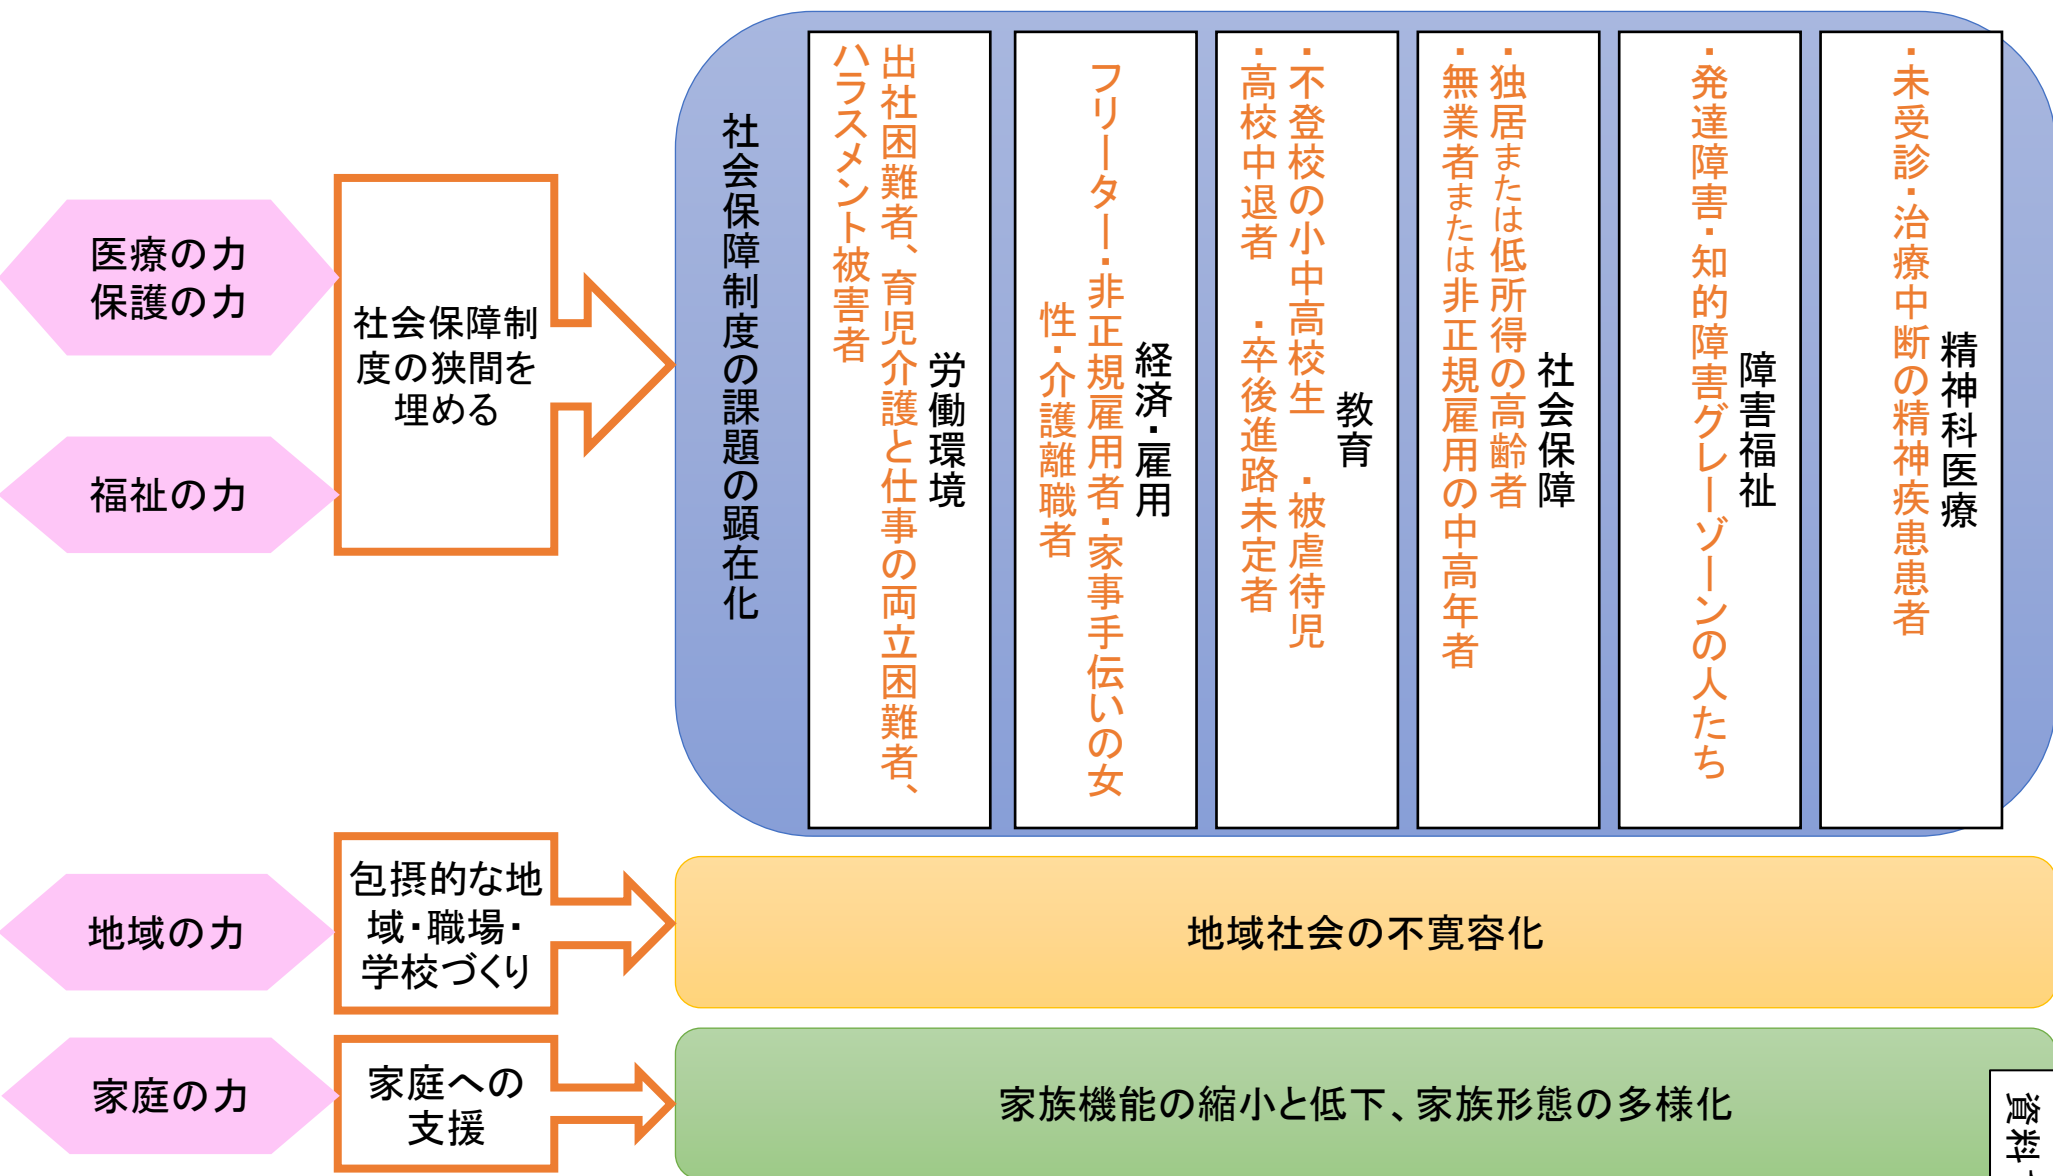 医療の力
保護の力
福祉の力
社会保障制
度の狭間を
埋める
社会保障制度の課題の顕在化
労働環境
出社困難者、育児介護と仕事の両立困難者、
ハラスメント被害者
経済・雇用
フリーター・非正規雇用者・家事手伝いの女
性・介護離職者
教育
・不登校の小中高校生 ・被虐待児
・高校中退者 ・卒後進路未定者
社会保障
・独居または低所得の高齢者
・無業者または非正規雇用の中高年者
障害福祉
・発達障害・知的障害グレーゾーンの人たち
精神科医療
・未受診・治療中断の精神疾患患者
地域の力
包摂的な地
域・職場・
学校づくり
地域社会の不寛容化
家庭の力
家庭への
支援
家族機能の縮小と低下、家族形態の多様化
資料